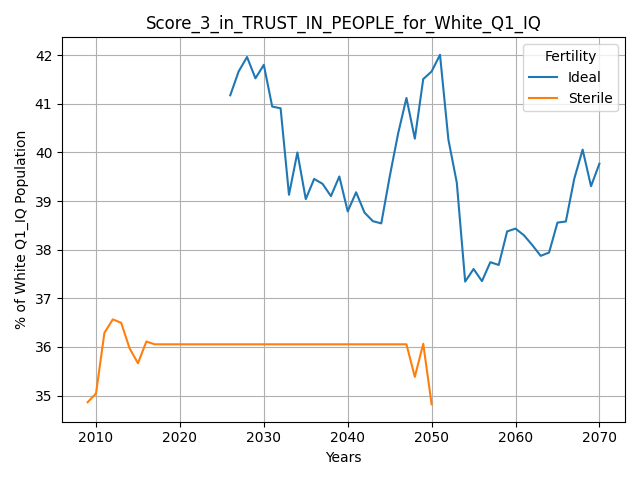 Score_3_in_TRUST_IN_PEOPLE_for_White_Q1_IQ
Fertility
Ideal
Sterile
% of White Q1_IQ Population
42
41
40
39
38
37
36
35
2010
2020
2030
2040
2050
2060
2070
Years